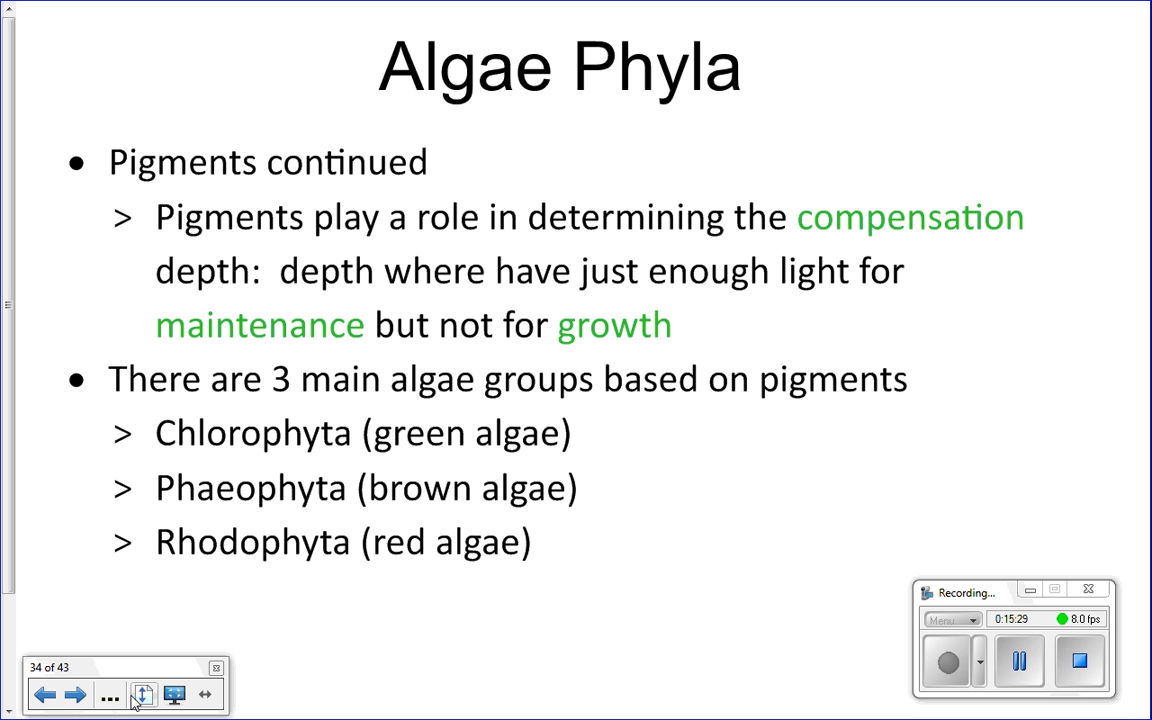 Algae Phyla
• Pigments continued
> Pigments play a role in determining the compensation
depth:  depth where have just enough light for
maintenance but not for growth
• There are 3 main algae groups based on pigments
> Chlorophyta (green algae)
> Phaeophyta (brown algae)
> Rhodophyta (red algae)
Recording...
Menu
0:15:29
8.0 fps
34 of 43
...